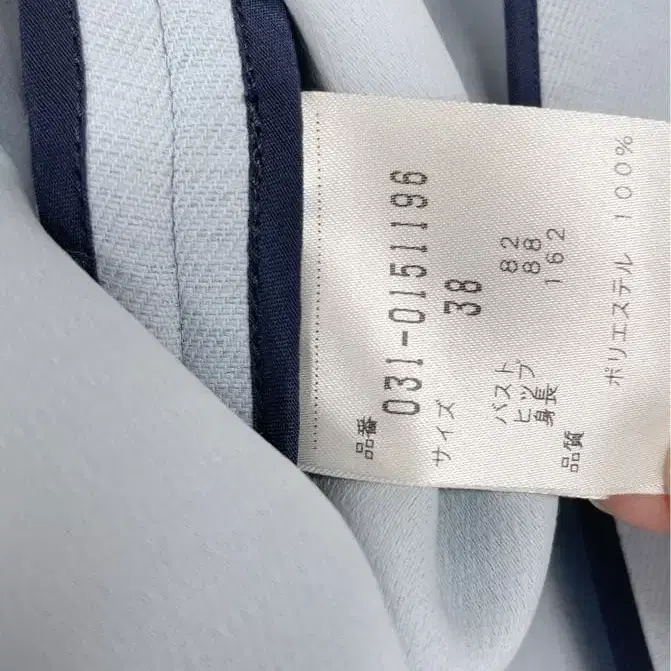 品番 031-0151196
サイズ 38
バスト 82
ヒップ 88
身長 162
品質 ポリエステル 100%